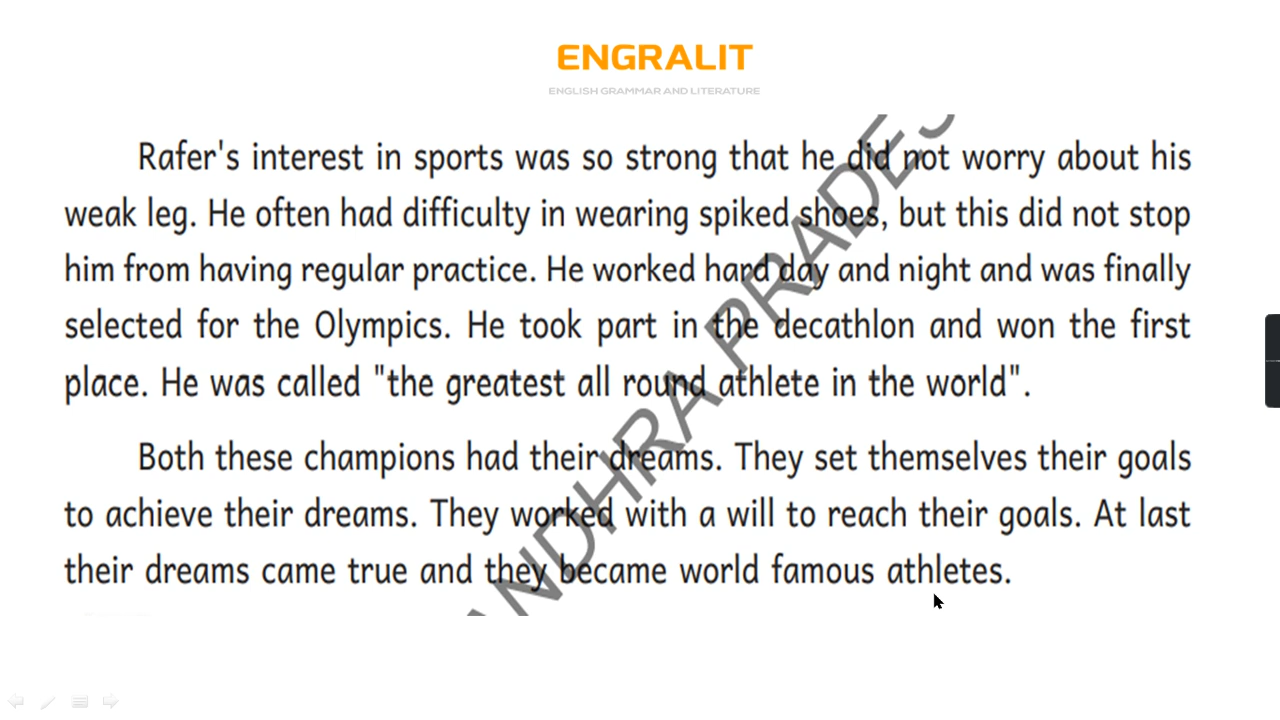 ENGRALIT
ENGLISH GRAMMAR AND LITERATURE
Rafer's interest in sports was so strong that he did not worry about his
weak leg. He often had difficulty in wearing spiked shoes, but this did not stop
him from having regular practice. He worked hard day and night and was finally
selected for the Olympics. He took part in the decathlon and won the first
place. He was called "the greatest all round athlete in the world".
Both these champions had their dreams. They set themselves their goals
to achieve their dreams. They worked with a will to reach their goals. At last
their dreams came true and they became world famous athletes.
ANDHRA PRADES